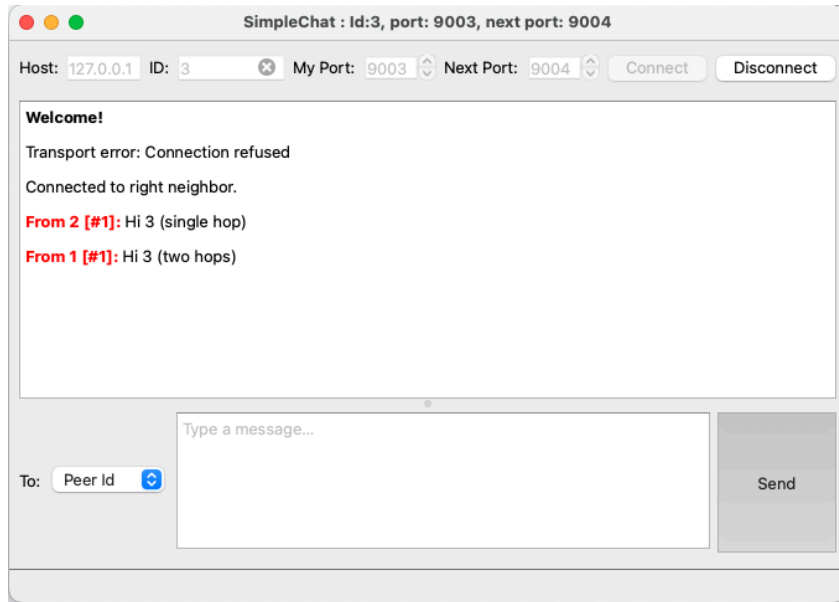 SimpleChat : Id:3, port: 9003, next port: 9004
Host: 127.0.0.1 ID: 3 My Port: 9003 Next Port: 9004 Connect Disconnect
Welcome!
Transport error: Connection refused
Connected to right neighbor.
From 2 [#1]: Hi 3 (single hop)
From 1 [#1]: Hi 3 (two hops)
Type a message...
To: Peer Id
Send